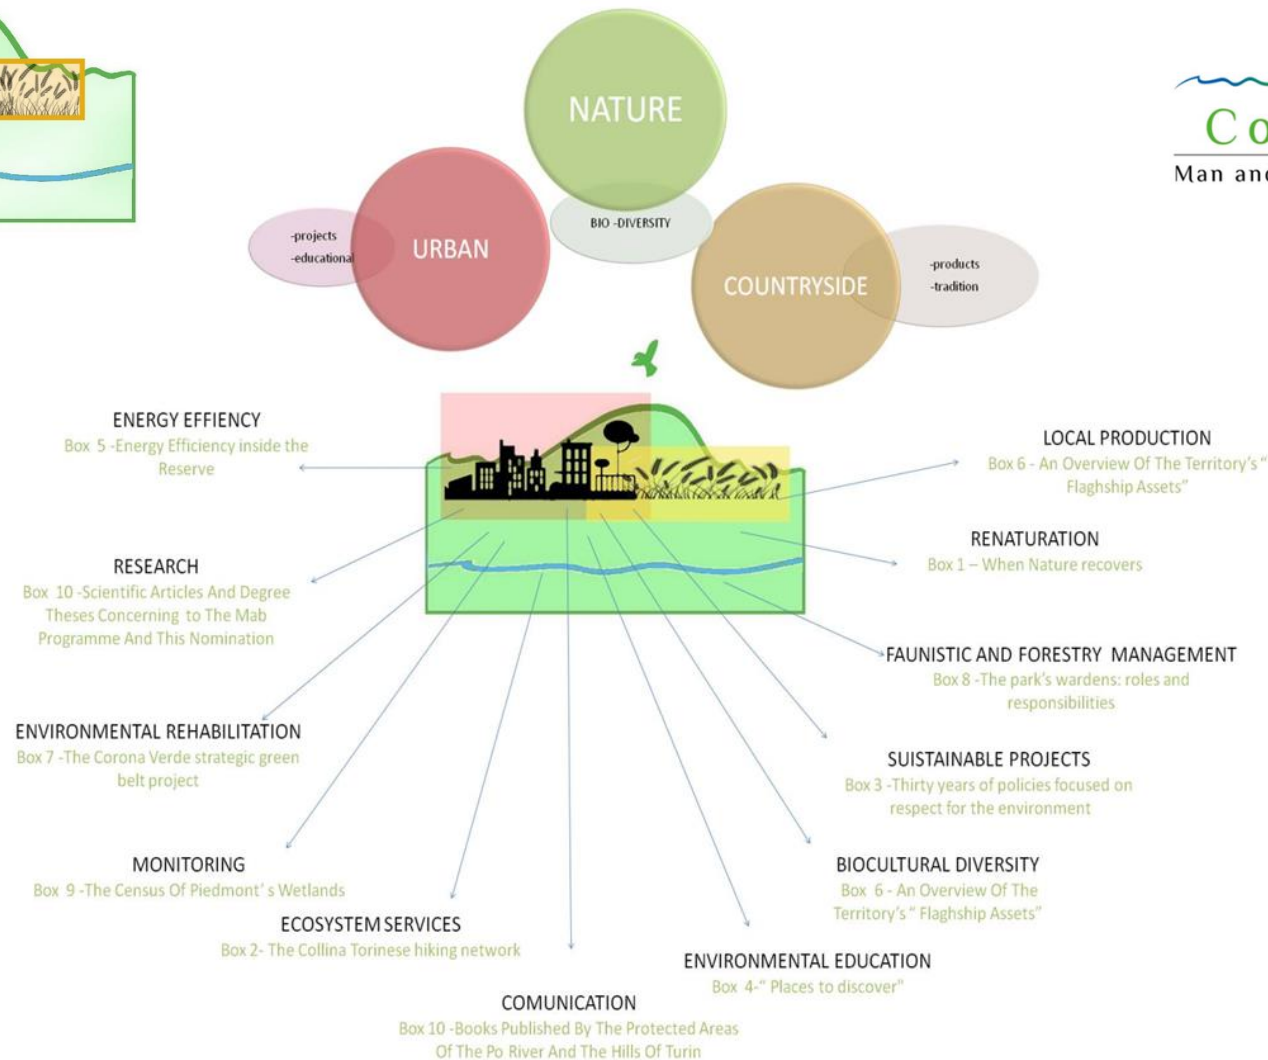 NATURE
Co
Man and
BIO -DIVERSITY
-projects
-educational
URBAN
COUNTRYSIDE
-products
-tradition
ENERGY EFFIENCY
Box 5 -Energy Efficiency inside the
Reserve
LOCAL PRODUCTION
Box 6 - An Overview Of The Territory's "
Flaghship Assets"
RENATURATION
Box 1 – When Nature recovers
RESEARCH
Box 10 -Scientific Articles And Degree
Theses Concerning to The Mab
Programme And This Nomination
FAUNISTIC AND FORESTRY MANAGEMENT
Box 8 -The park's wardens: roles and
responsibilities
ENVIRONMENTAL REHABILITATION
Box 7 -The Corona Verde strategic green
belt project
SUISTAINABLE PROJECTS
Box 3 -Thirty years of policies focused on
respect for the environment
MONITORING
Box 9 -The Census Of Piedmont' s Wetlands
BIOCULTURAL DIVERSITY
Box 6 - An Overview Of The
Territory's " Flaghship Assets"
ECOSYSTEM SERVICES
Box 2- The Collina Torinese hiking network
ENVIRONMENTAL EDUCATION
Box 4-" Places to discover"
COMUNICATION
Box 10 -Books Published By The Protected Areas
Of The Po River And The Hills Of Turin